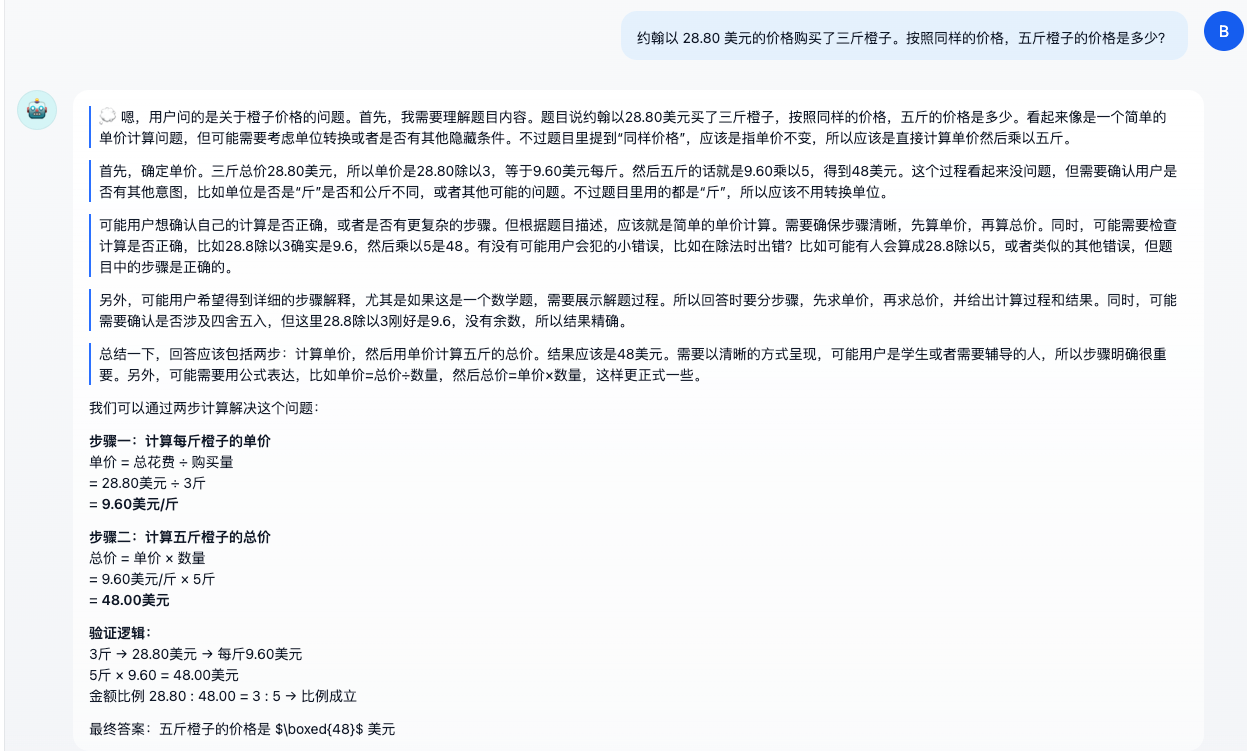 约翰以 28.80 美元的价格购买了三斤橙子。按照同样的价格，五斤橙子的价格是多少？
B
嗯，用户问的是关于橙子价格的问题。首先，我需要理解题目内容。题目说约翰以28.80美元买了三斤橙子，按照同样的价格，五斤的价格是多少。看起来像是一个简单的
单价计算问题，但可能需要考虑单位转换或者是否有其他隐藏条件。不过题目里提到“同样价格”，应该是指单价不变，所以应该是直接计算单价然后乘以五斤。
首先，确定单价。三斤总价28.80美元，所以单价是28.80除以3，等于9.60美元每斤。然后五斤的话就是9.60乘以5，得到48美元。这个过程看起来没问题，但需要确认用户是
否有其他意图，比如单位是否是“斤”是否和公斤不同，或者其他可能的问题。不过题目里用的都是“斤”，所以应该不用转换单位。
可能用户想确认自己的计算是否正确，或者是否有更复杂的步骤。但根据题目描述，应该就是简单的单价计算。需要确保步骤清晰，先算单价，再算总价。同时，可能需要检查
计算是否正确，比如28.8除以3确实是9.6，然后乘以5是48。有没有可能用户会犯的小错误，比如在除法时出错？比如可能有人会算成28.8除以5，或者类似的其他错误，但题
目中的步骤是正确的。
另外，可能用户希望得到详细的步骤解释，尤其是如果这是一个数学题，需要展示解题过程。所以回答时要分步骤，先求单价，再求总价，并给出计算过程和结果。同时，可能
需要确认是否涉及四舍五入，但这里28.8除以3刚好是9.6，没有余数，所以结果精确。
总结一下，回答应该包括两步：计算单价，然后用单价计算五斤的总价。结果应该是48美元。需要以清晰的方式呈现，可能用户是学生或者需要辅导的人，所以步骤明确很重
要。另外，可能需要用公式表达，比如单价=总价÷数量，然后总价=单价×数量，这样更正式一些。
我们可以通过两步计算解决这个问题：
步骤一：计算每斤橙子的单价
单价 = 总花费 ÷ 购买量
= 28.80美元 ÷ 3斤
= 9.60美元/斤
步骤二：计算五斤橙子的总价
总价 = 单价 × 数量
= 9.60美元/斤 × 5斤
= 48.00美元
验证逻辑：
3斤 → 28.80美元 → 每斤9.60美元
5斤 × 9.60 = 48.00美元
金额比例 28.80 : 48.00 = 3 : 5 → 比例成立
最终答案：五斤橙子的价格是 $\boxed{48}$ 美元